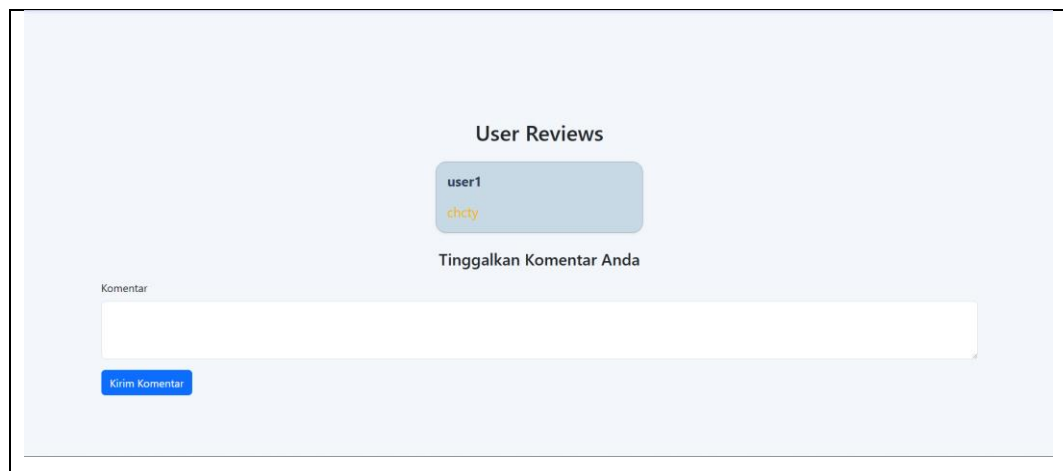 User Reviews
user1
chcty
Tinggalkan Komentar Anda
Komentar
Kirim Komentar